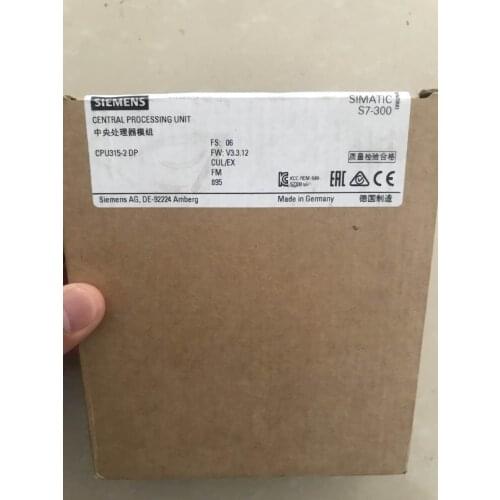 SIEMENS
SIMATIC
S7-300
CENTRAL PROCESSING UNIT
中央处理器模组
CPU315-2 DP
FS: 06
FW: V3.3.12
CUL/EX
FM
895
质量检验合格
EAC
Siemens AG, DE-92224 Amberg
Made in Germany
德国制造